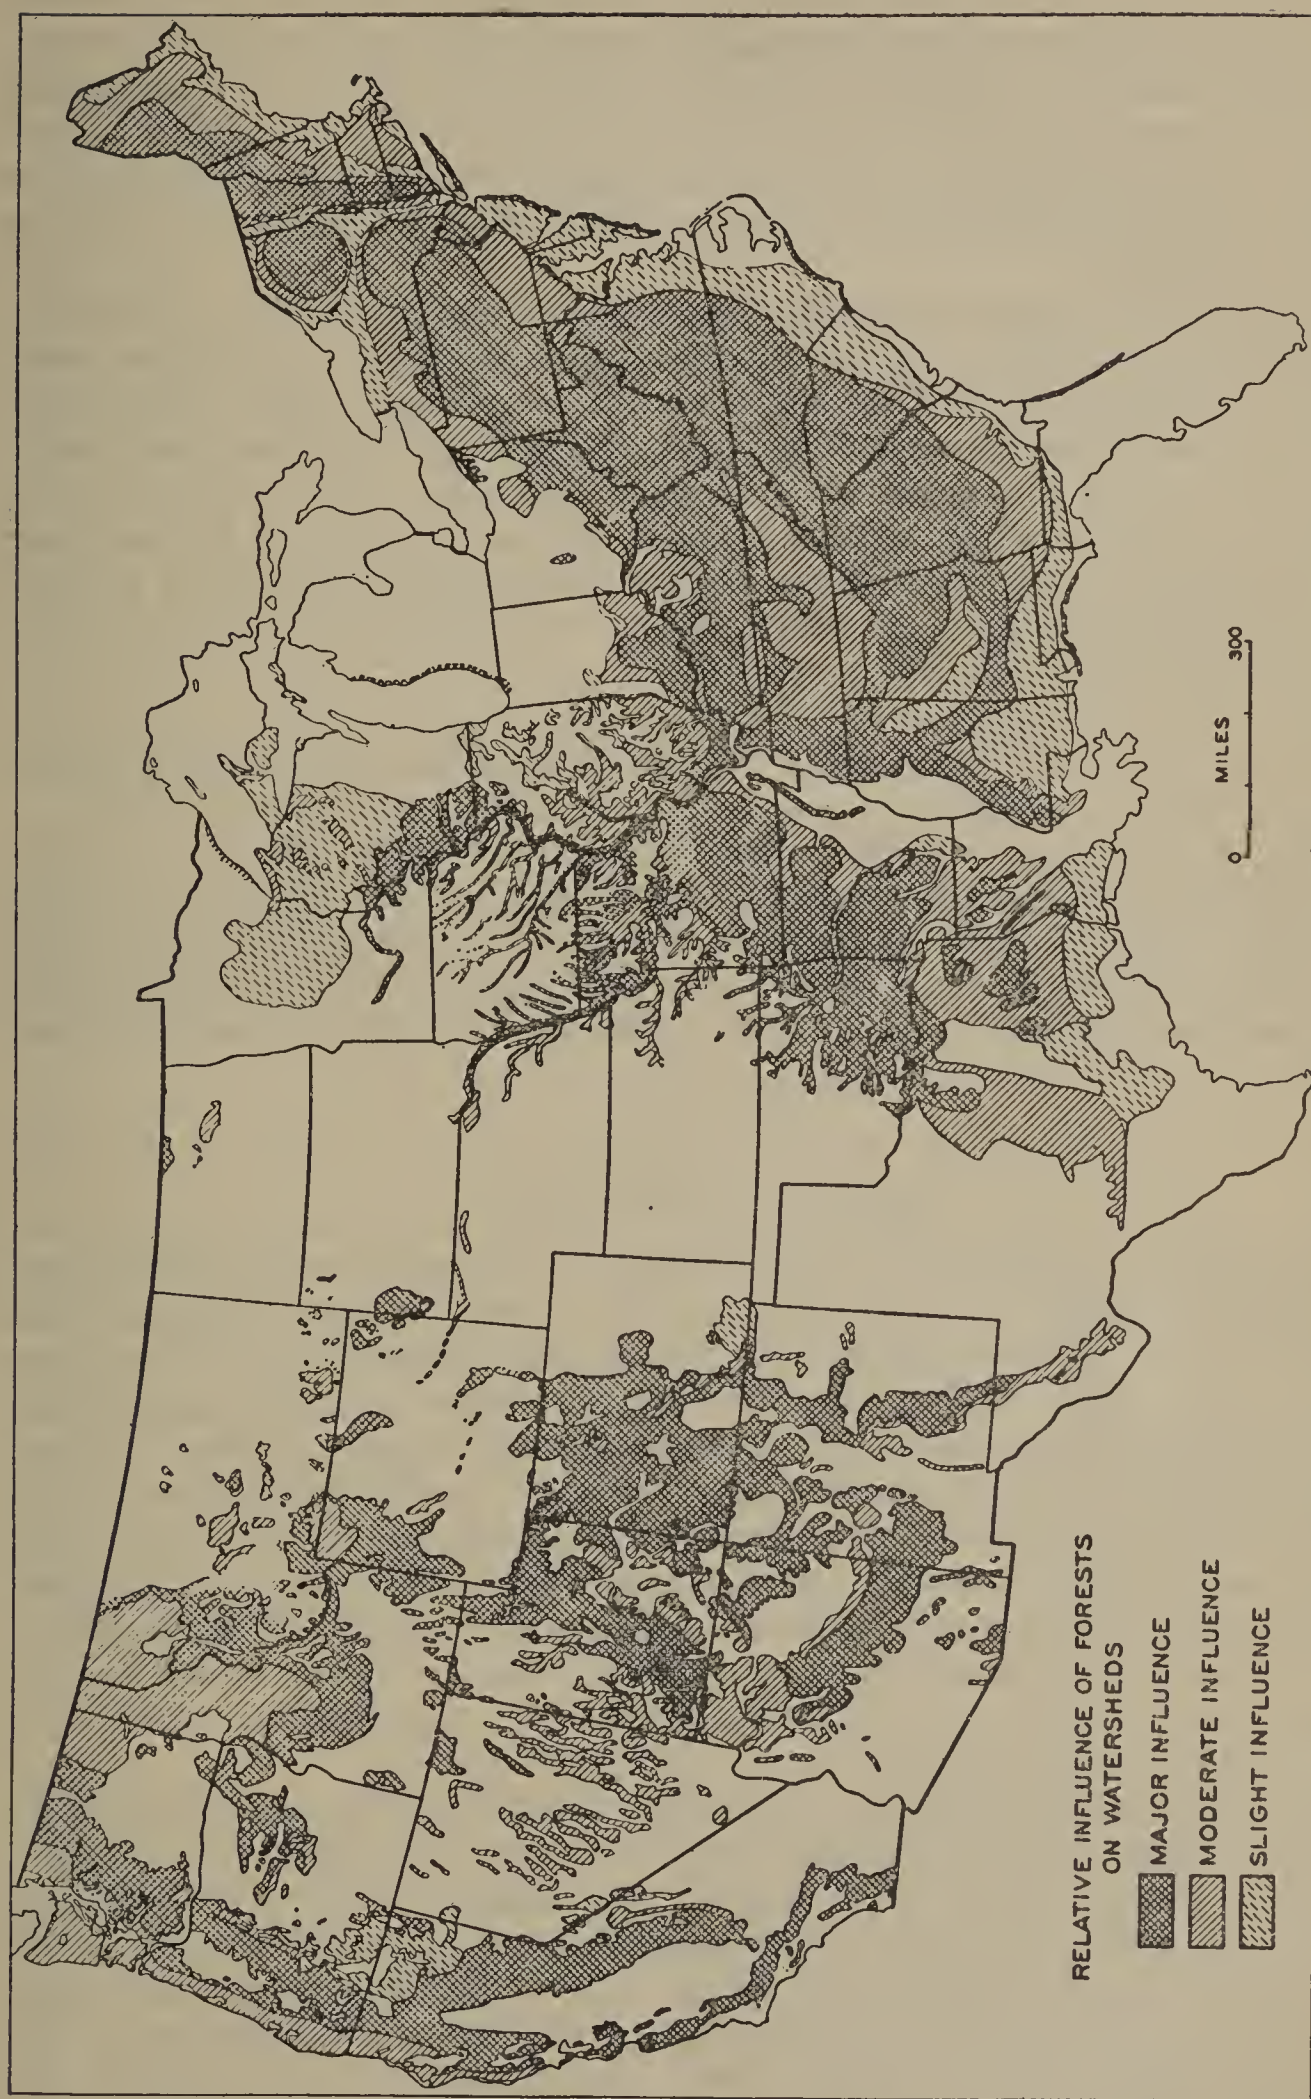 RELATIVE INFLUENCE OF FORESTS
ON WATERSHEDS
MAJOR INFLUENCE
MODERATE INFLUENCE
SLIGHT INFLUENCE
MILES
0 300